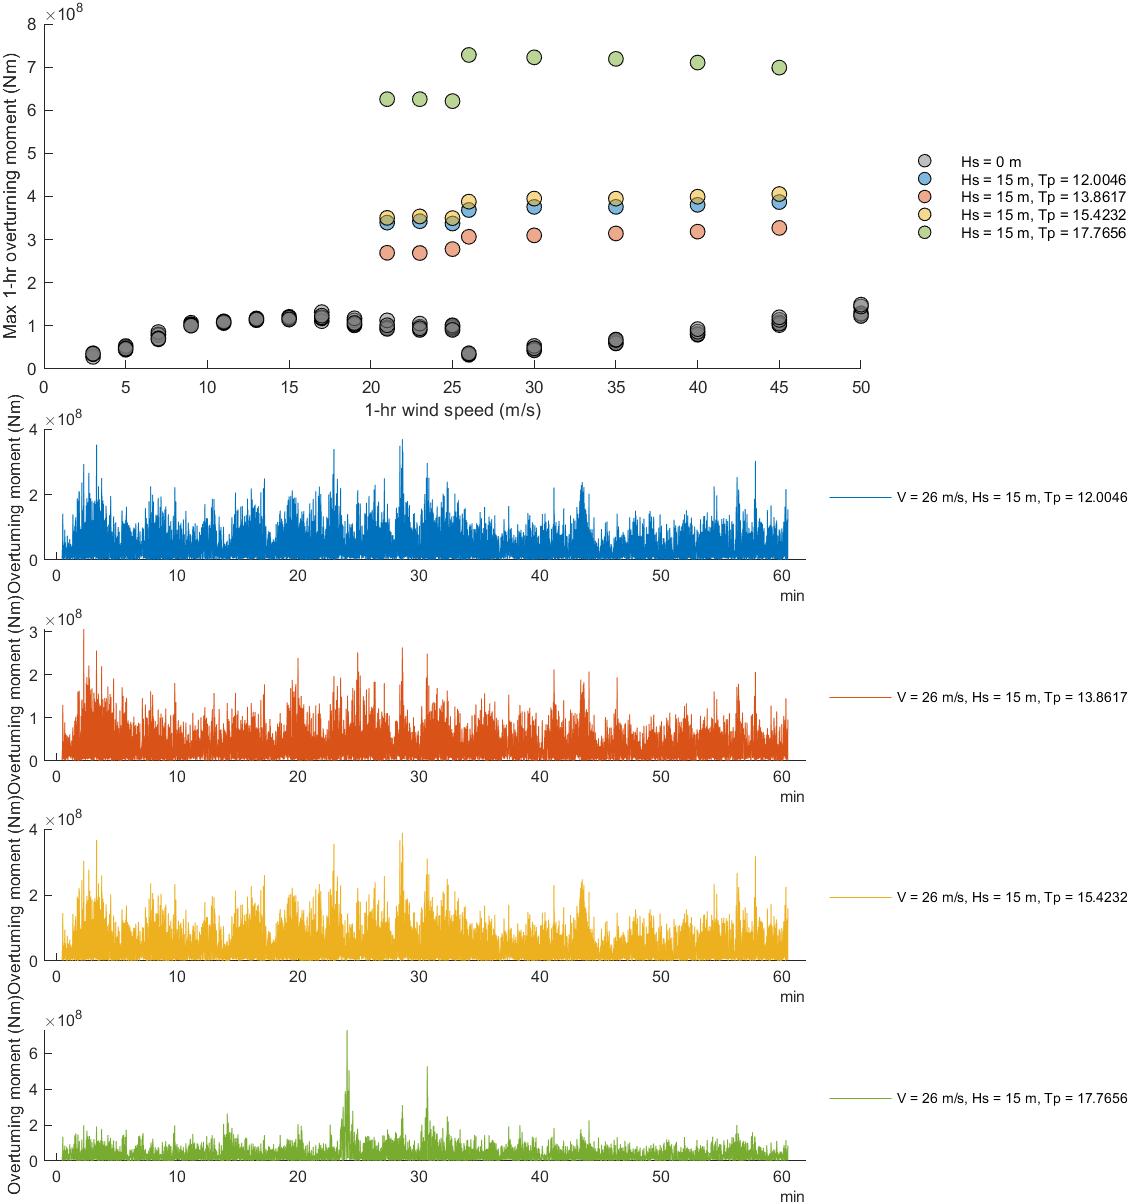 ×10⁸
8
7
6
5
4
3
2
1
0
Max 1-hr overturning moment (Nm)
0 5 10 15 20 25 30 35 40 45 50
1-hr wind speed (m/s)
Hs = 0 m
Hs = 15 m, Tp = 12.0046
Hs = 15 m, Tp = 13.8617
Hs = 15 m, Tp = 15.4232
Hs = 15 m, Tp = 17.7656
×10⁸
4
2
0
Overturning moment (Nm)
0 10 20 30 40 50 60
min
V = 26 m/s, Hs = 15 m, Tp = 12.0046
×10⁸
3
2
1
0
Overturning moment (Nm)
0 10 20 30 40 50 60
min
V = 26 m/s, Hs = 15 m, Tp = 13.8617
×10⁸
4
2
0
Overturning moment (Nm)
0 10 20 30 40 50 60
min
V = 26 m/s, Hs = 15 m, Tp = 15.4232
×10⁸
6
4
2
0
Overturning moment (Nm)
0 10 20 30 40 50 60
min
V = 26 m/s, Hs = 15 m, Tp = 17.7656